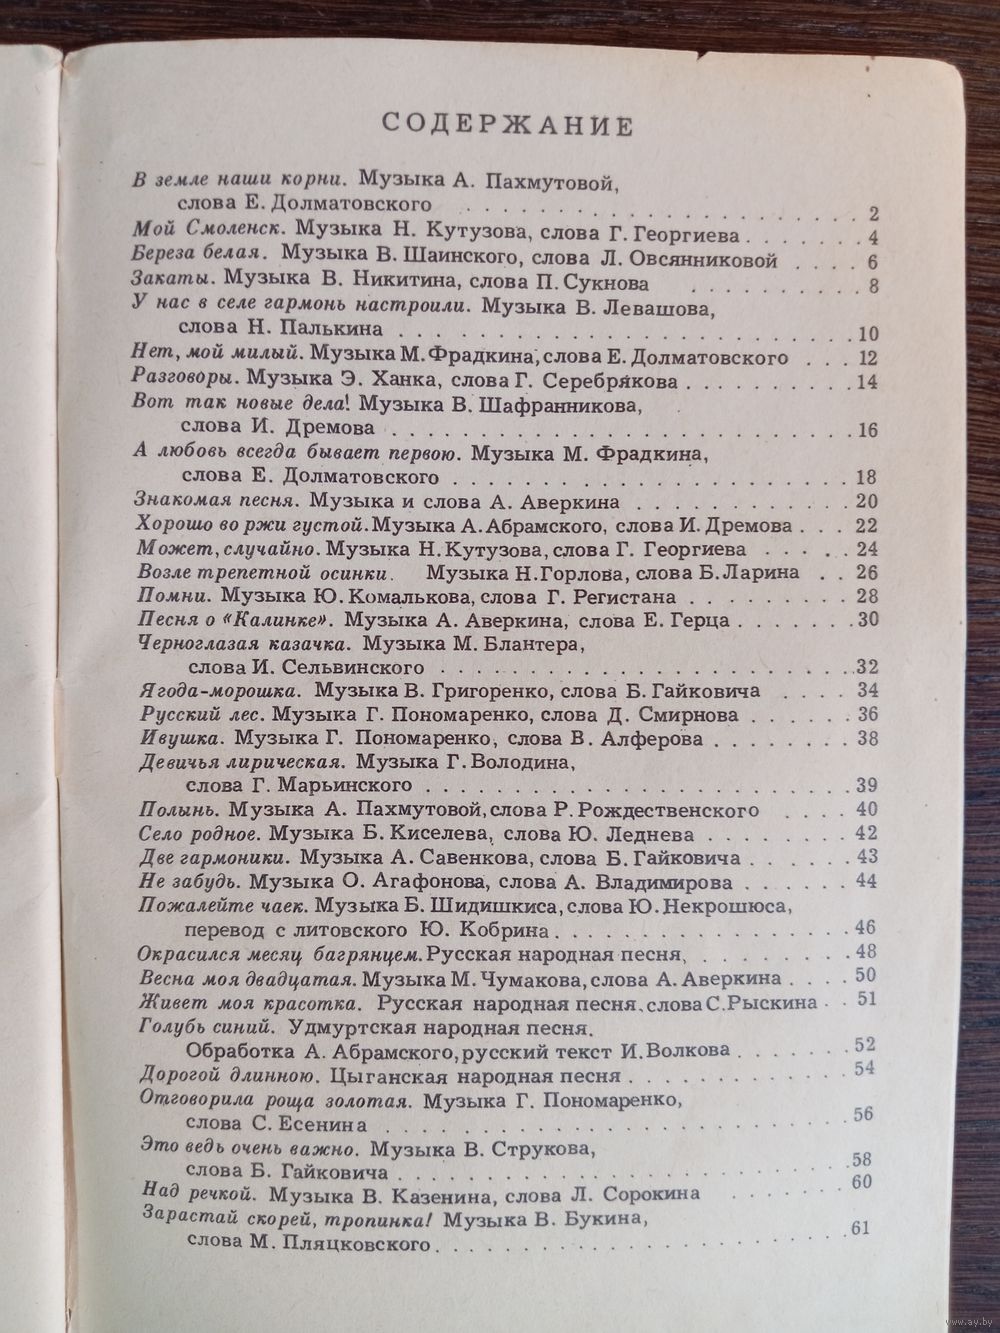 СОДЕРЖАНИЕ
В земле наши корни. Музыка А. Пахмутовой,
слова Е. Долматовского . . . . . . . . . . . . . . . . . . 2
Мой Смоленск. Музыка Н. Кутузова, слова Г. Георгиева . . . . . . . 4
Береза белая. Музыка В. Шаинского, слова Л. Овсянниковой . . . . 6
Закаты. Музыка В. Никитина, слова П. Сукнова . . . . . . . . . . 8
У нас в селе гармонь настроили. Музыка В. Левашова,
слова Н. Палькина . . . . . . . . . . . . . . . . . . . . 10
Нет, мой милый. Музыка М. Фрадкина, слова Е. Долматовского . . . 12
Разговоры. Музыка Э. Ханка, слова Г. Серебрякова . . . . . . . . . 14
Вот так новые дела! Музыка В. Шафранникова,
слова И. Дремова . . . . . . . . . . . . . . . . . . . . 16
А любовь всегда бывает первою. Музыка М. Фрадкина,
слова Е. Долматовского . . . . . . . . . . . . . . . . . . 18
Знакомая песня. Музыка и слова А. Аверкина . . . . . . . . . . . 20
Хорошо во ржи густой. Музыка А. Абрамского, слова И. Дремова . . . 22
Может, случайно. Музыка Н. Кутузова, слова Г. Георгиева . . . . . 24
Возле трепетной осинки. Музыка Н. Горлова, слова Б. Ларина . . 26
Помни. Музыка Ю. Комалькова, слова Г. Регистана . . . . . . . . . 28
Песня о «Калинке». Музыка А. Аверкина, слова Е. Герца . . . . . . . 30
Черноглазая казачка. Музыка М. Блантера,
слова И. Сельвинского . . . . . . . . . . . . . . . . . . 32
Ягода-морошка. Музыка В. Григоренко, слова Б. Гайковича . . . . 34
Русский лес. Музыка Г. Пономаренко, слова Д. Смирнова . . . . . . 36
Ивушка. Музыка Г. Пономаренко, слова В. Алферова . . . . . . . . 38
Девичья лирическая. Музыка Г. Володина,
слова Г. Марьинского . . . . . . . . . . . . . . . . . . . 39
Полынь. Музыка А. Пахмутовой, слова Р. Рождественского . . . . 40
Село родное. Музыка Б. Киселева, слова Ю. Леднева . . . . . . . . 42
Две гармоники. Музыка А. Савенкова, слова Б. Гайковича . . . . . . 43
Не забудь. Музыка О. Агафонова, слова А. Владимирова . . . . . . 44
Пожалейте чаек. Музыка Б. Шидишкиса, слова Ю. Некрошюса,
перевод с литовского Ю. Кобрина . . . . . . . . . . . . . . 46
Окрасился месяц багрянцем. Русская народная песня . . . . . . . . 48
Весна моя двадцатая. Музыка М. Чумакова, слова А. Аверкина . . . . 50
Живет моя красотка. Русская народная песня, слова С. Рыскина . . 51
Голубь синий. Удмуртская народная песня.
Обработка А. Абрамского, русский текст И. Волкова . . . . . . 52
Дорогой длинною. Цыганская народная песня . . . . . . . . . . . 54
Отговорила роща золотая. Музыка Г. Пономаренко,
слова С. Есенина . . . . . . . . . . . . . . . . . . . . 56
Это ведь очень важно. Музыка В. Струкова,
слова Б. Гайковича . . . . . . . . . . . . . . . . . . . . 58
Над речкой. Музыка В. Казенина, слова Л. Сорокина . . . . . . . 60
Зарастай скорей, тропинка! Музыка В. Букина,
слова М. Пляцковского . . . . . . . . . . . . . . . . . . 61
www.ay.by